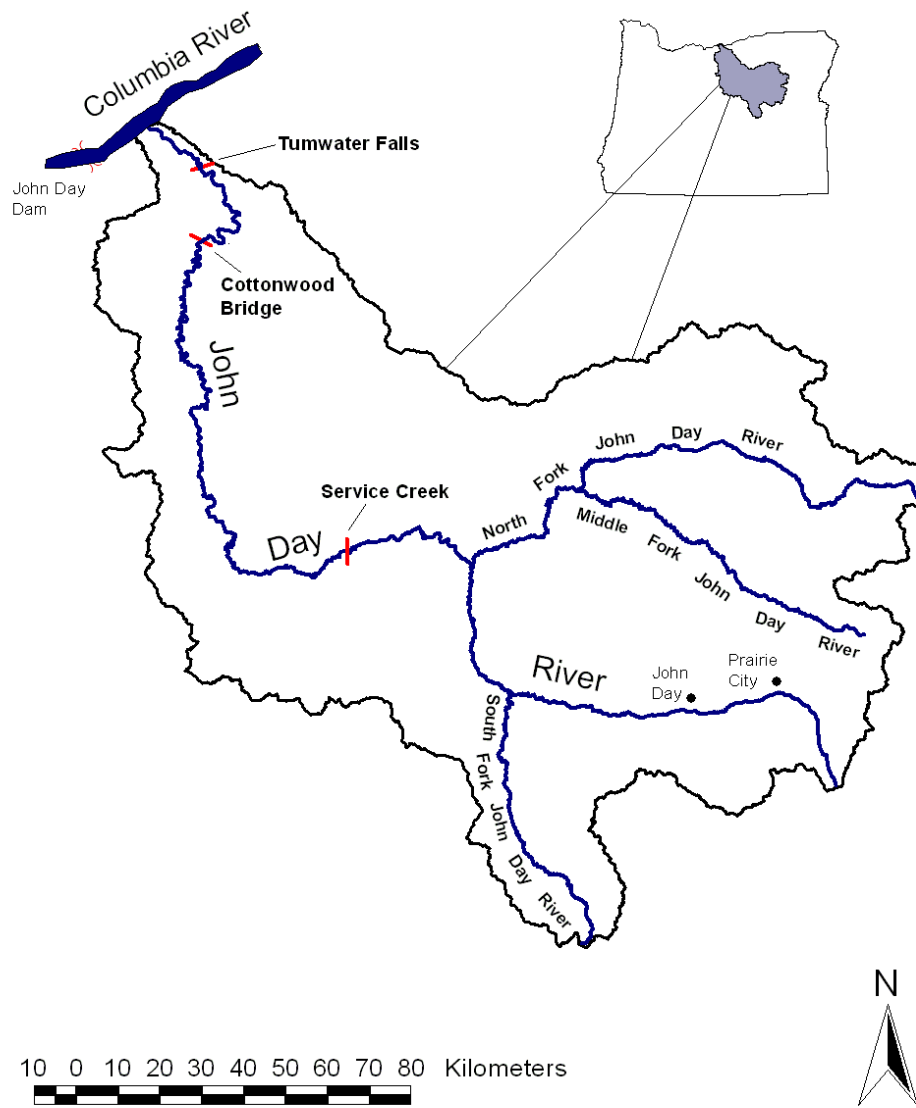 Columbia River
Tumwater Falls
John Day
Dam
Cottonwood
Bridge
John
Day
River
Service Creek
North Fork John Day River
Middle Fork John Day River
John
Day
Prairie
City
South Fork John Day River
N
10 0 10 20 30 40 50 60 70 80 Kilometers